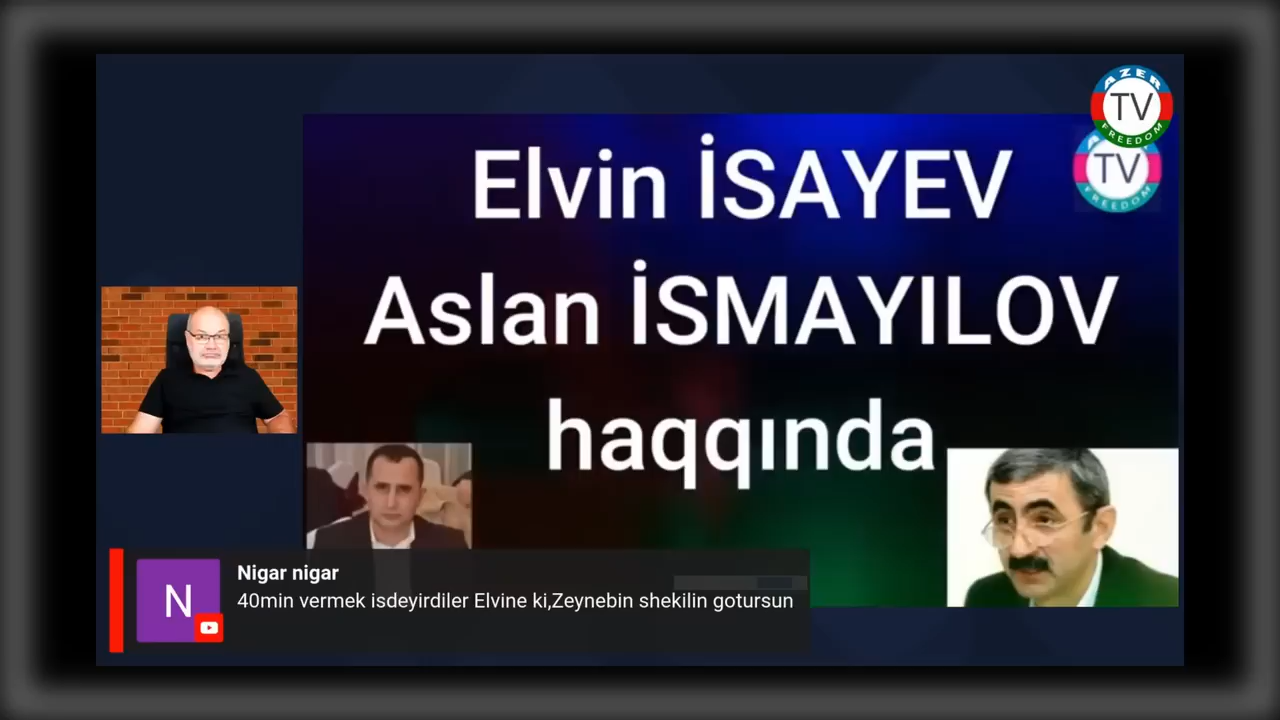 AZER
TV
FREEDOM
TV
FREEDOM
Elvin İSAYEV
Aslan İSMAYILOV
haqqında
N
Nigar nigar
40min vermek isdeyirdiler Elvine ki,Zeynebin shekilin gotursun